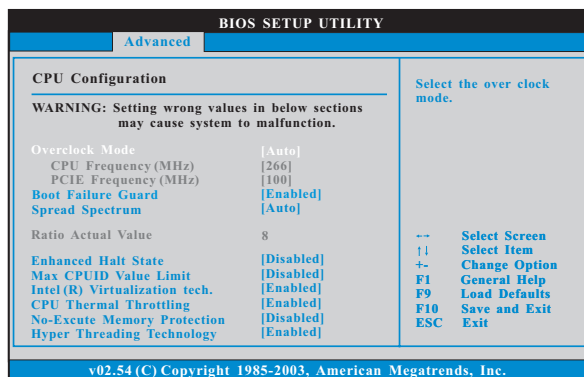 BIOS SETUP UTILITY
Advanced
CPU Configuration
WARNING: Setting wrong values in below sections
may cause system to malfunction.
Overclock Mode [Auto]
CPU Frequency (MHz) [266]
PCIE Frequency (MHz) [100]
Boot Failure Guard [Enabled]
Spread Spectrum [Auto]
Ratio Actual Value 8
Enhanced Halt State [Disabled]
Max CPUID Value Limit [Disabled]
Intel (R) Virtualization tech. [Enabled]
CPU Thermal Throttling [Enabled]
No-Excute Memory Protection [Disabled]
Hyper Threading Technology [Enabled]
Select the over clock
mode.
←→ Select Screen
↑↓ Select Item
+- Change Option
F1 General Help
F9 Load Defaults
F10 Save and Exit
ESC Exit
v02.54 (C) Copyright 1985-2003, American Megatrends, Inc.